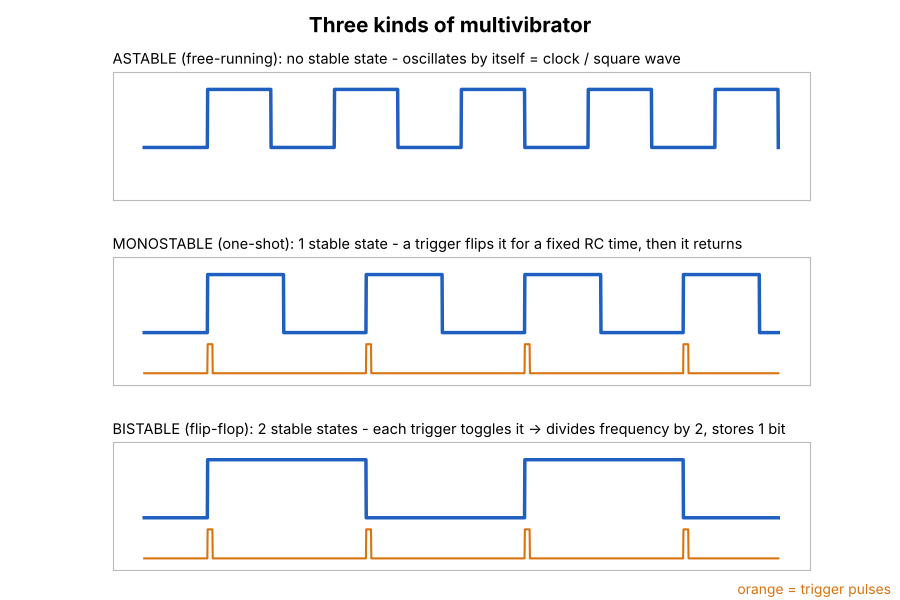 Three kinds of multivibrator
ASTABLE (free-running): no stable state - oscillates by itself = clock / square wave
MONOSTABLE (one-shot): 1 stable state - a trigger flips it for a fixed RC time, then it returns
BISTABLE (flip-flop): 2 stable states - each trigger toggles it → divides frequency by 2, stores 1 bit
orange = trigger pulses